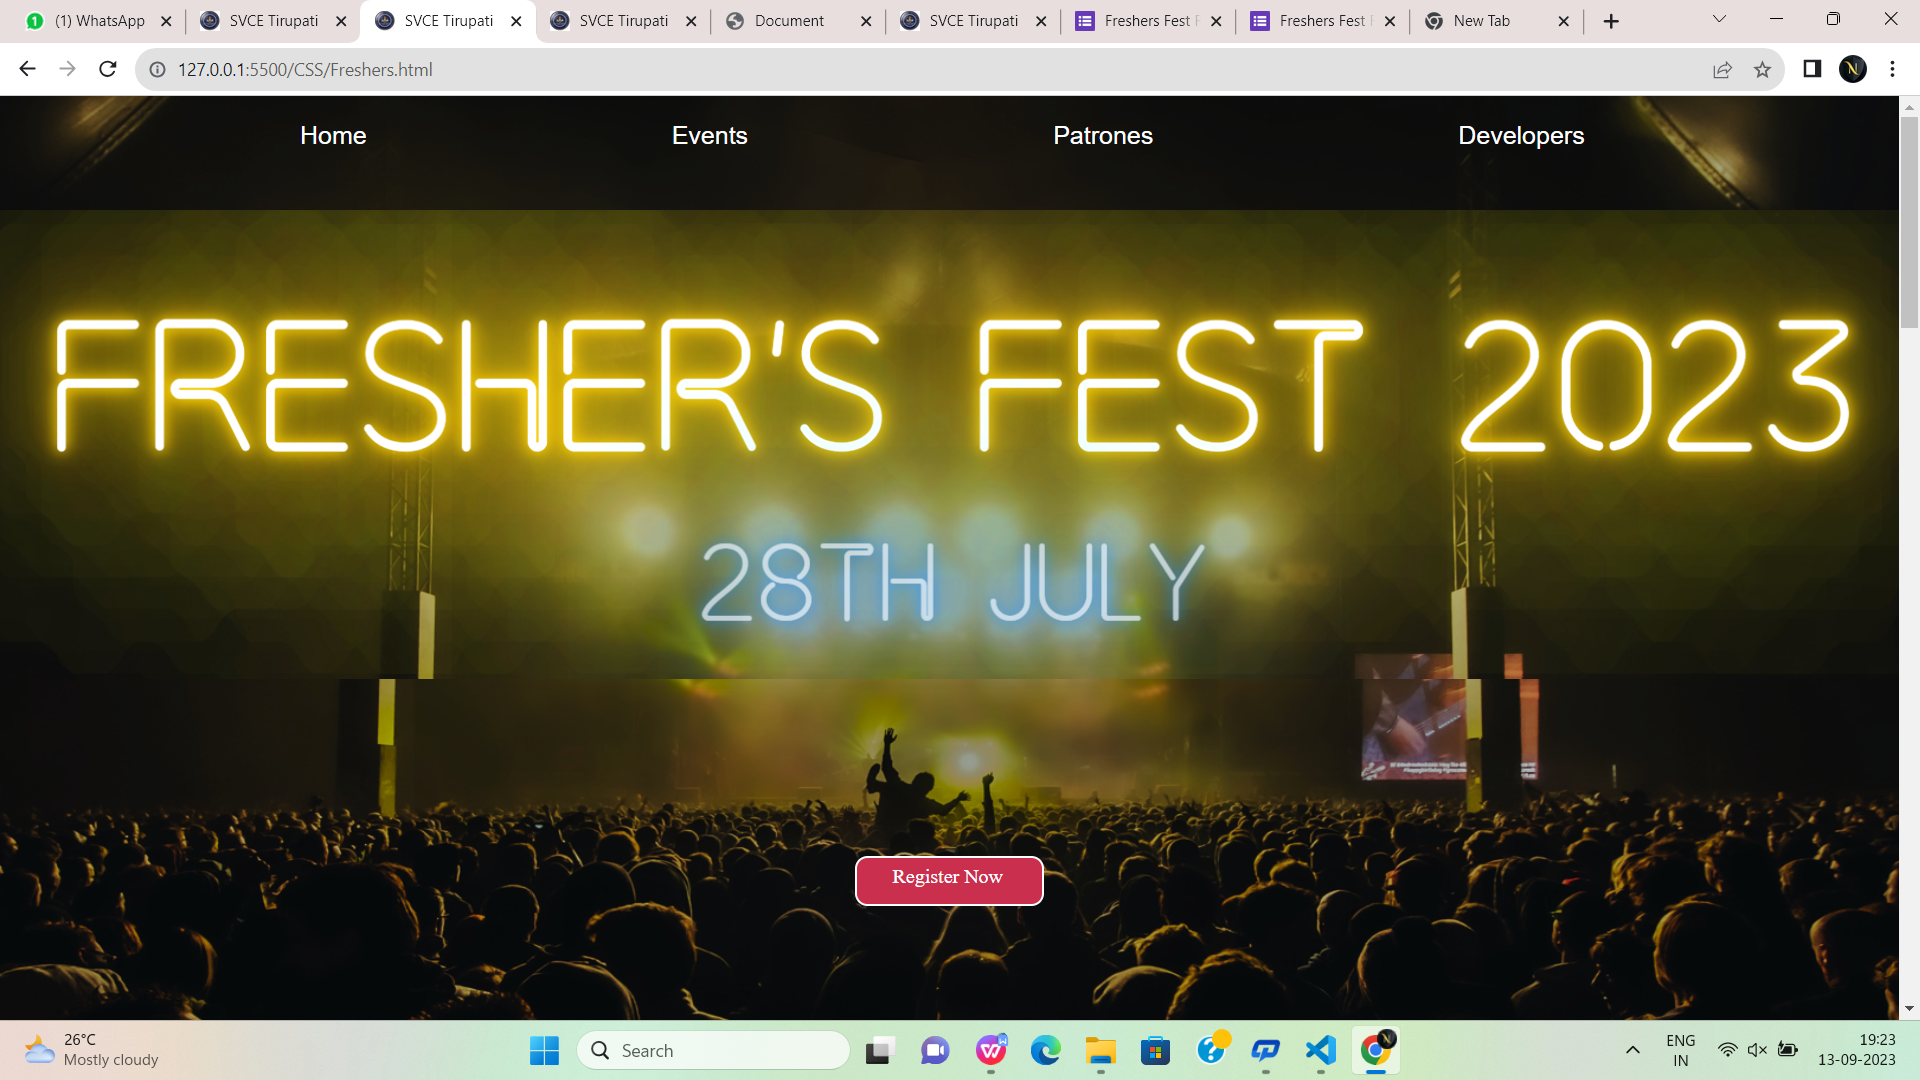 (1) WhatsApp
SVCE Tirupati
SVCE Tirupati
SVCE Tirupati
Document
SVCE Tirupati
Freshers Fest
Freshers Fest
New Tab
127.0.0.1:5500/CSS/Freshers.html
Home
Events
Patrones
Developers
FRESHER'S FEST 2023
28TH JULY
Register Now
26°C
Mostly cloudy
Search
ENG
IN
19:23
13-09-2023